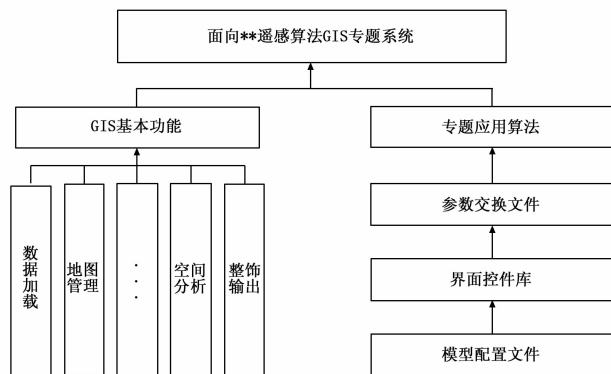 面向**遥感算法GIS专题系统
GIS基本功能
专题应用算法
数据加载
地图
管理
...
空间
分析
整饰
输出
参数交换文件
界面控件库
模型配置文件